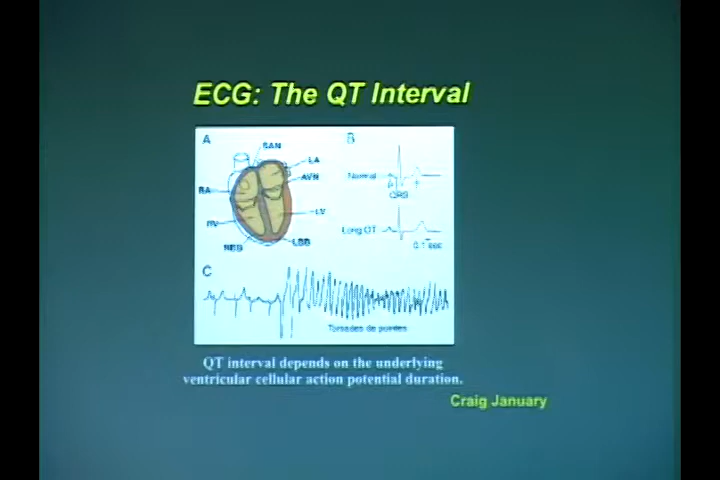 ECG: The QT Interval
A
SAN
LA
AVN
RA
LV
RV
RBB
LBB
B
Normal
QRS
Long QT
0.1 sec
C
Torsades de pointes
QT interval depends on the underlying
ventricular cellular action potential duration.
Craig January